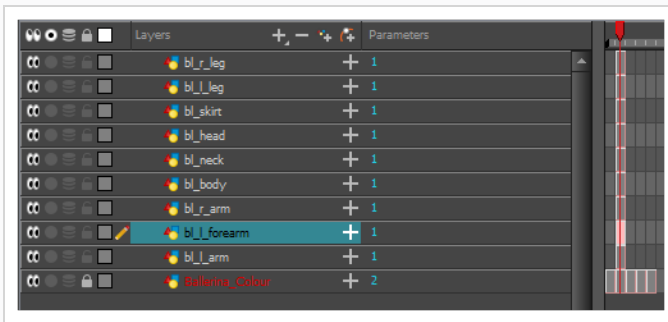 Layers Parameters
bl_r_leg 1
bl_l_leg 1
bl_skirt 1
bl_head 1
bl_neck 1
bl_body 1
bl_r_arm 1
bl_l_forearm 1
bl_l_arm 1
Ballerina_Colour 2